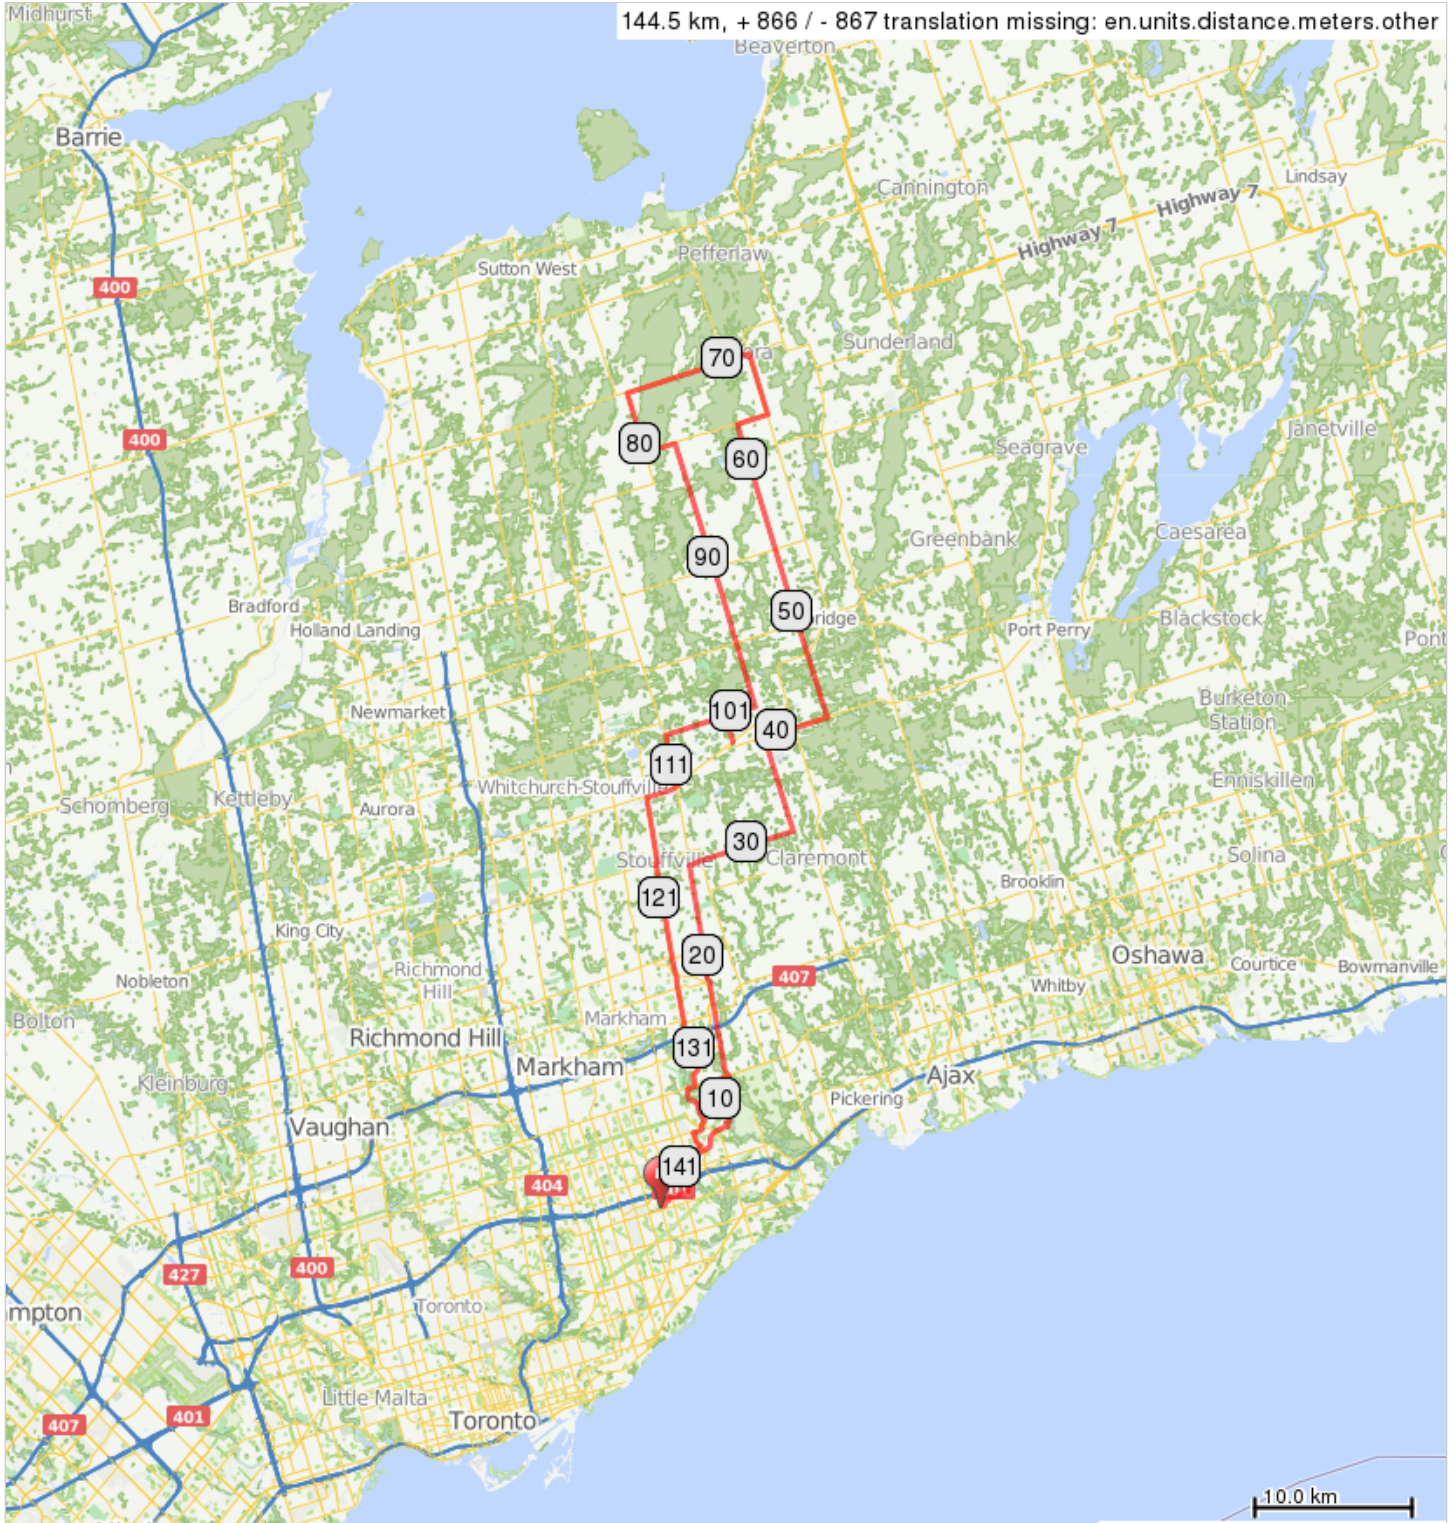 144.5 km, + 866 / - 867 translation missing: en.units.distance.meters.other
Midhurst
Beaverton
Barrie
Lindsay
Cannington
Highway 7
Highway 7
Pefferlaw
Sutton West
400
Sunderland
70
ora
Janetville
400
80
60
Seagrave
Caesarea
Greenbank
90
Bradford
50
bridge
Blackstock
Holland Landing
Port Perry
Pont
Burketon
Station
Newmarket
101
40
111
Enniskillen
Whitchurch-Stouffville
Kettleby
Schomberg
Aurora
30
Stouffville
Claremont
Solina
Brooklin
121
King City
20
Oshawa
Courtice
Bowmanville
Richmond
Hill
407
Nobleton
Whitby
Bolton
Markham
Richmond Hill
131
Markham
Ajax
Kleinburg
10
Pickering
Vaughan
141
404
400
427
Toronto
mpton
Little Malta
401
407
Toronto
10.0 km